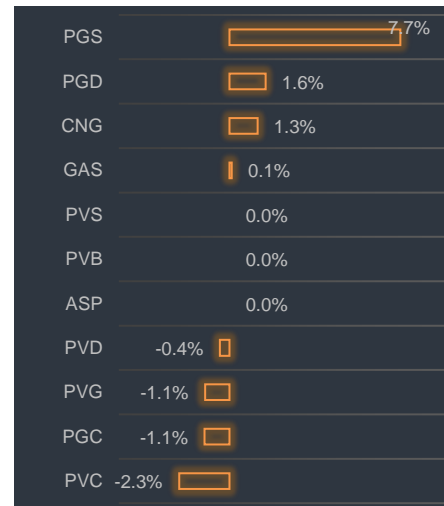 PGS 7.7%
PGD 1.6%
CNG 1.3%
GAS 0.1%
PVS 0.0%
PVB 0.0%
ASP 0.0%
PVD -0.4%
PVG -1.1%
PGC -1.1%
PVC -2.3%